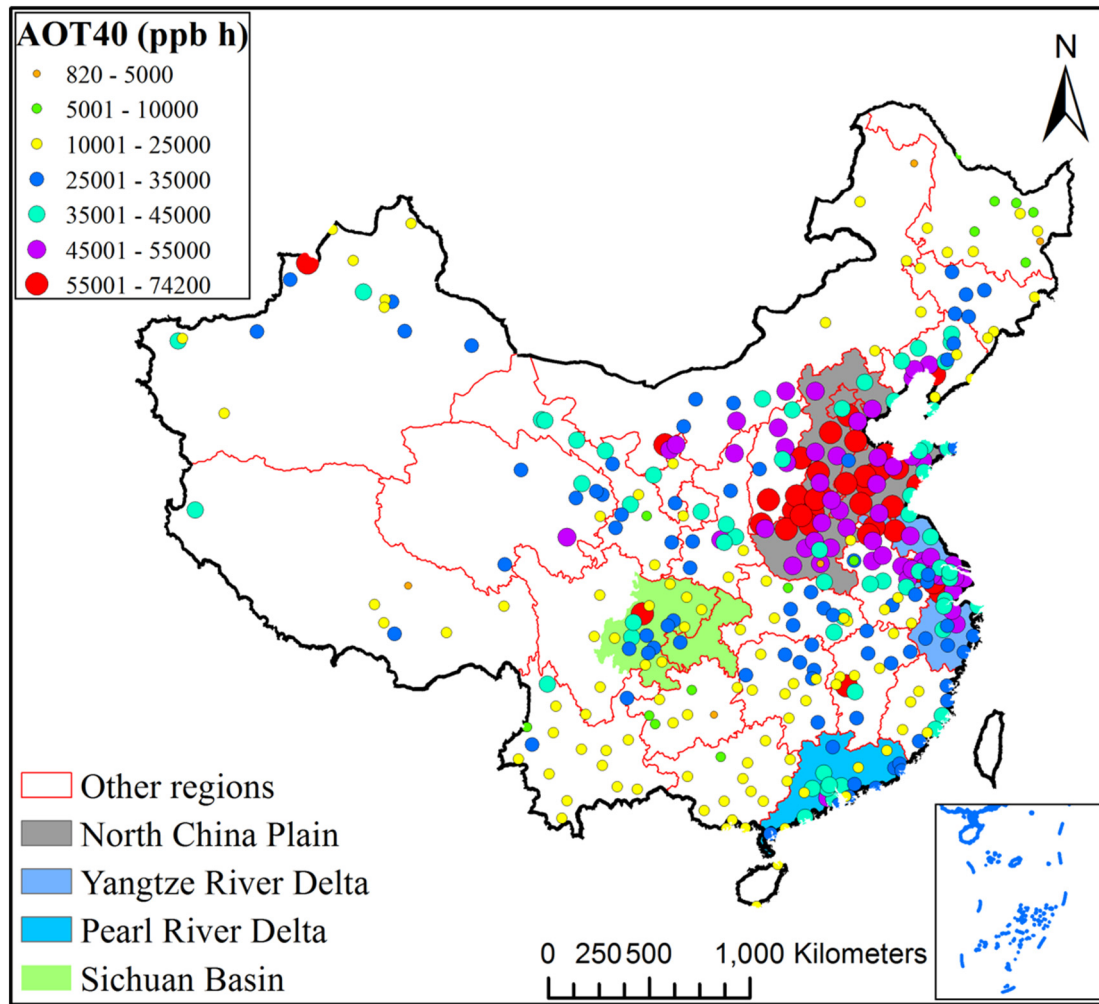 AOT40 (ppb h)
820 - 5000
5001 - 10000
10001 - 25000
25001 - 35000
35001 - 45000
45001 - 55000
55001 - 74200
N
Other regions
North China Plain
Yangtze River Delta
Pearl River Delta
Sichuan Basin
0 250 500 1,000 Kilometers